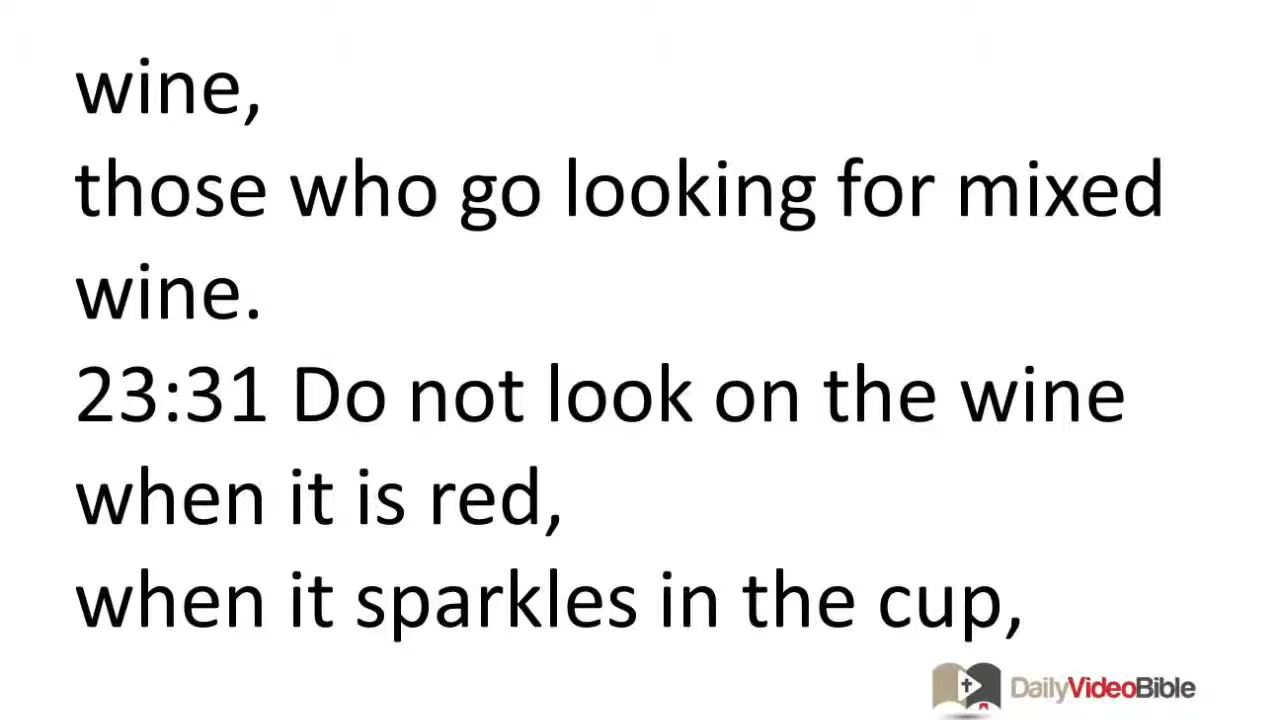 wine,
those who go looking for mixed
wine.
23:31 Do not look on the wine
when it is red,
when it sparkles in the cup,
DailyVideoBible